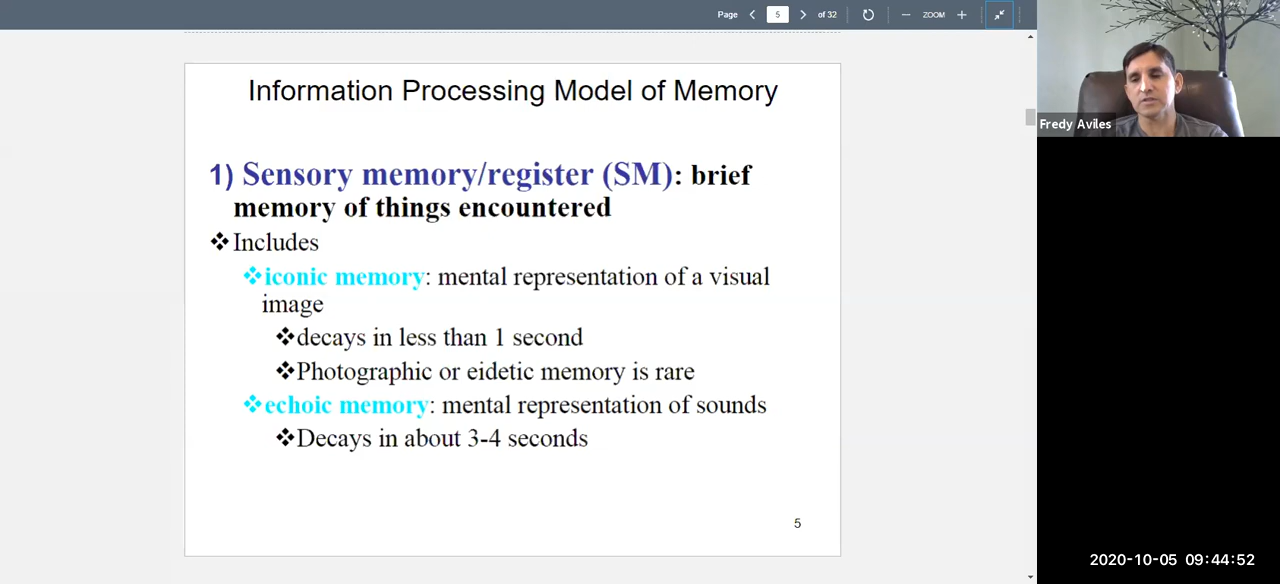 Page 5 of 32 ZOOM
Information Processing Model of Memory
Fredy Aviles
1) Sensory memory/register (SM): brief
memory of things encountered
❖Includes
❖iconic memory: mental representation of a visual
image
❖decays in less than 1 second
❖Photographic or eidetic memory is rare
❖echoic memory: mental representation of sounds
❖Decays in about 3-4 seconds
5
2020-10-05 09:44:52